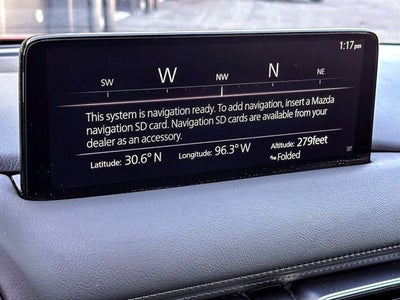 1:17 pm
SW W NW N NE
This system is navigation ready. To add navigation, insert a Mazda
navigation SD card. Navigation SD cards are available from your
dealer as an accessory.
Latitude: 30.6° N Longitude: 96.3° W Altitude: 279feet
Folded